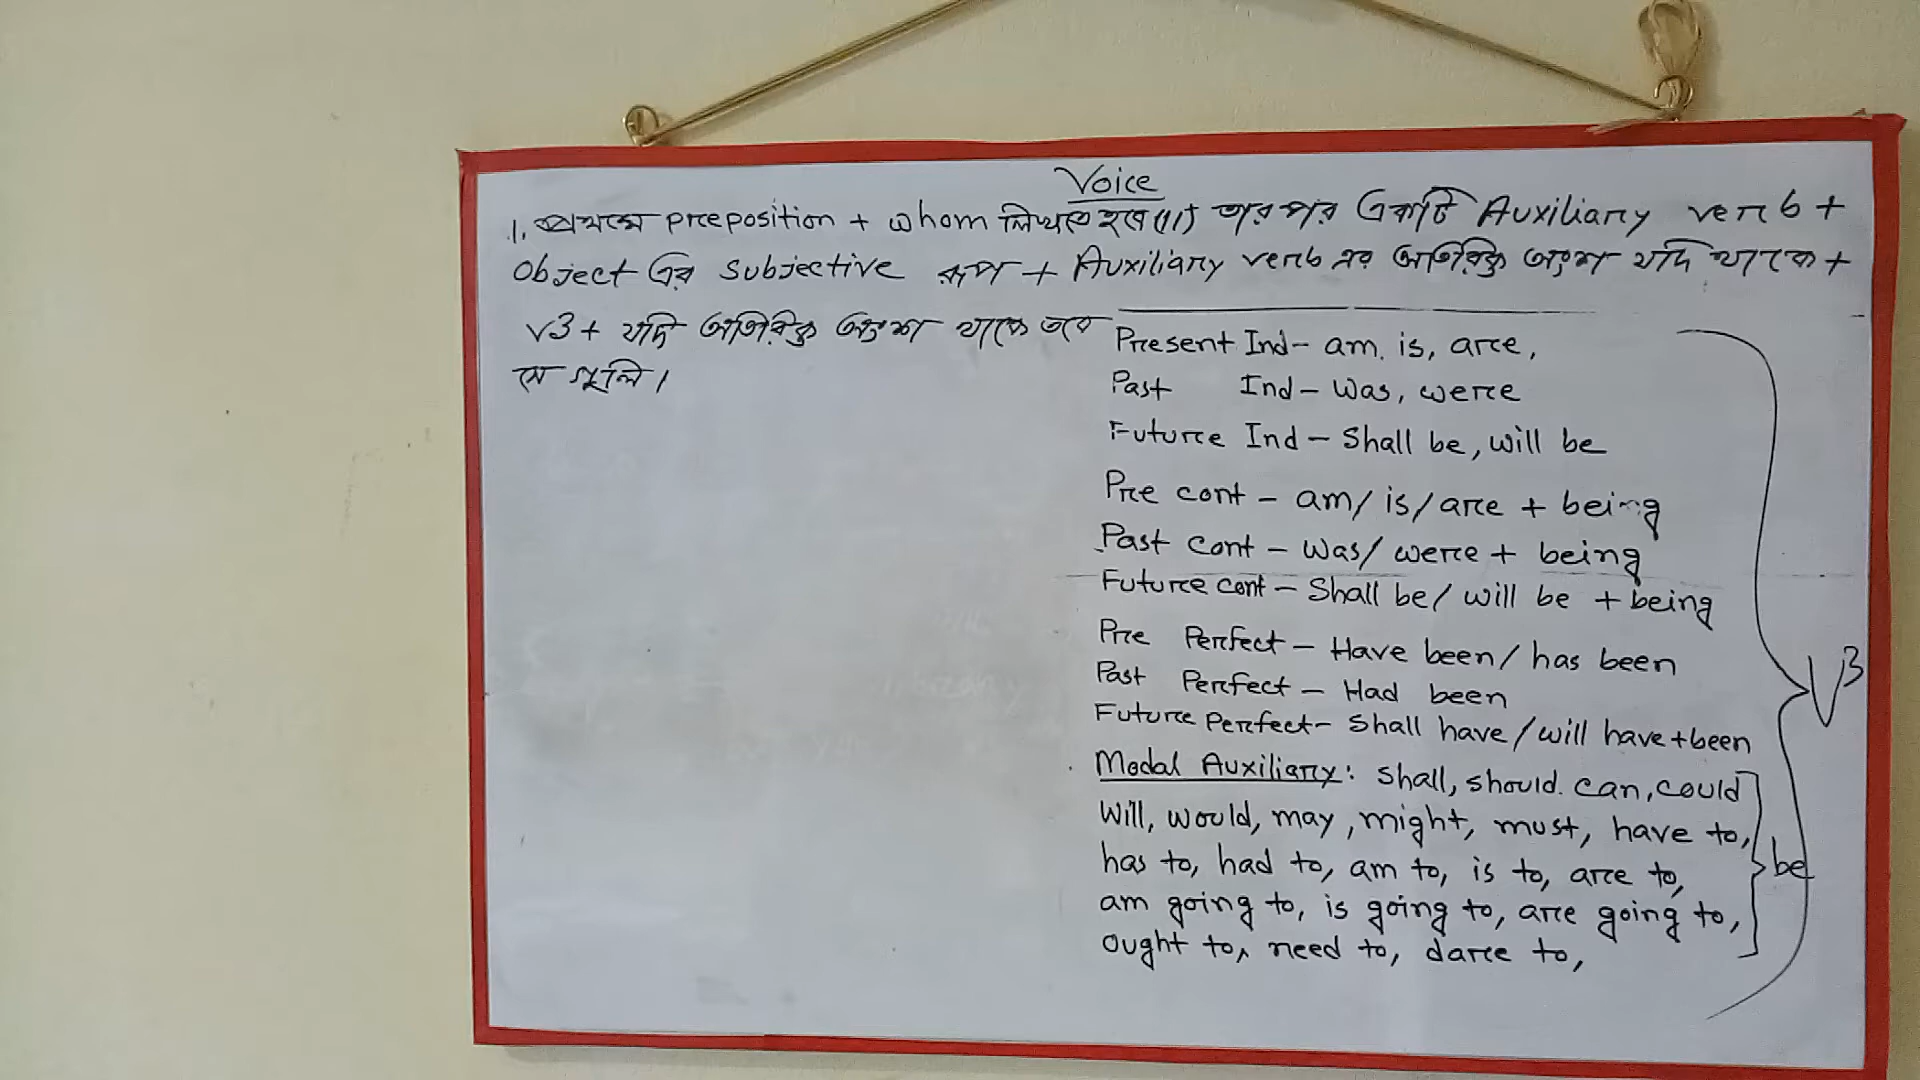 Voice
1. প্রথমে preposition + whom লিখতে হবে (11) তার পর একটি Auxiliary verb +
Object এর subjective রূপ + Auxiliary verb এর অতিরিক্ত অংশ যদি থাকে +
V3 + যদি অতিরিক্ত অংশ থাকে তবে
সে গুলি।
Present Ind- am. is, are,
Past Ind - Was, were
Future Ind - Shall be, will be
Pre cont - am/ is/ are + being
Past cont - Was/ were + being
Future cont - Shall be/ will be + being
Pre Perfect - Have been/ has been
Past Perfect - Had been
Future Perfect- Shall have/will have+been
V3
Modal Auxiliary: shall, should. can, could
Will, would, may, might, must, have to,
has to, had to, am to, is to, are to,
be
am going to, is going to, are going to,
ought to, need to, dare to,